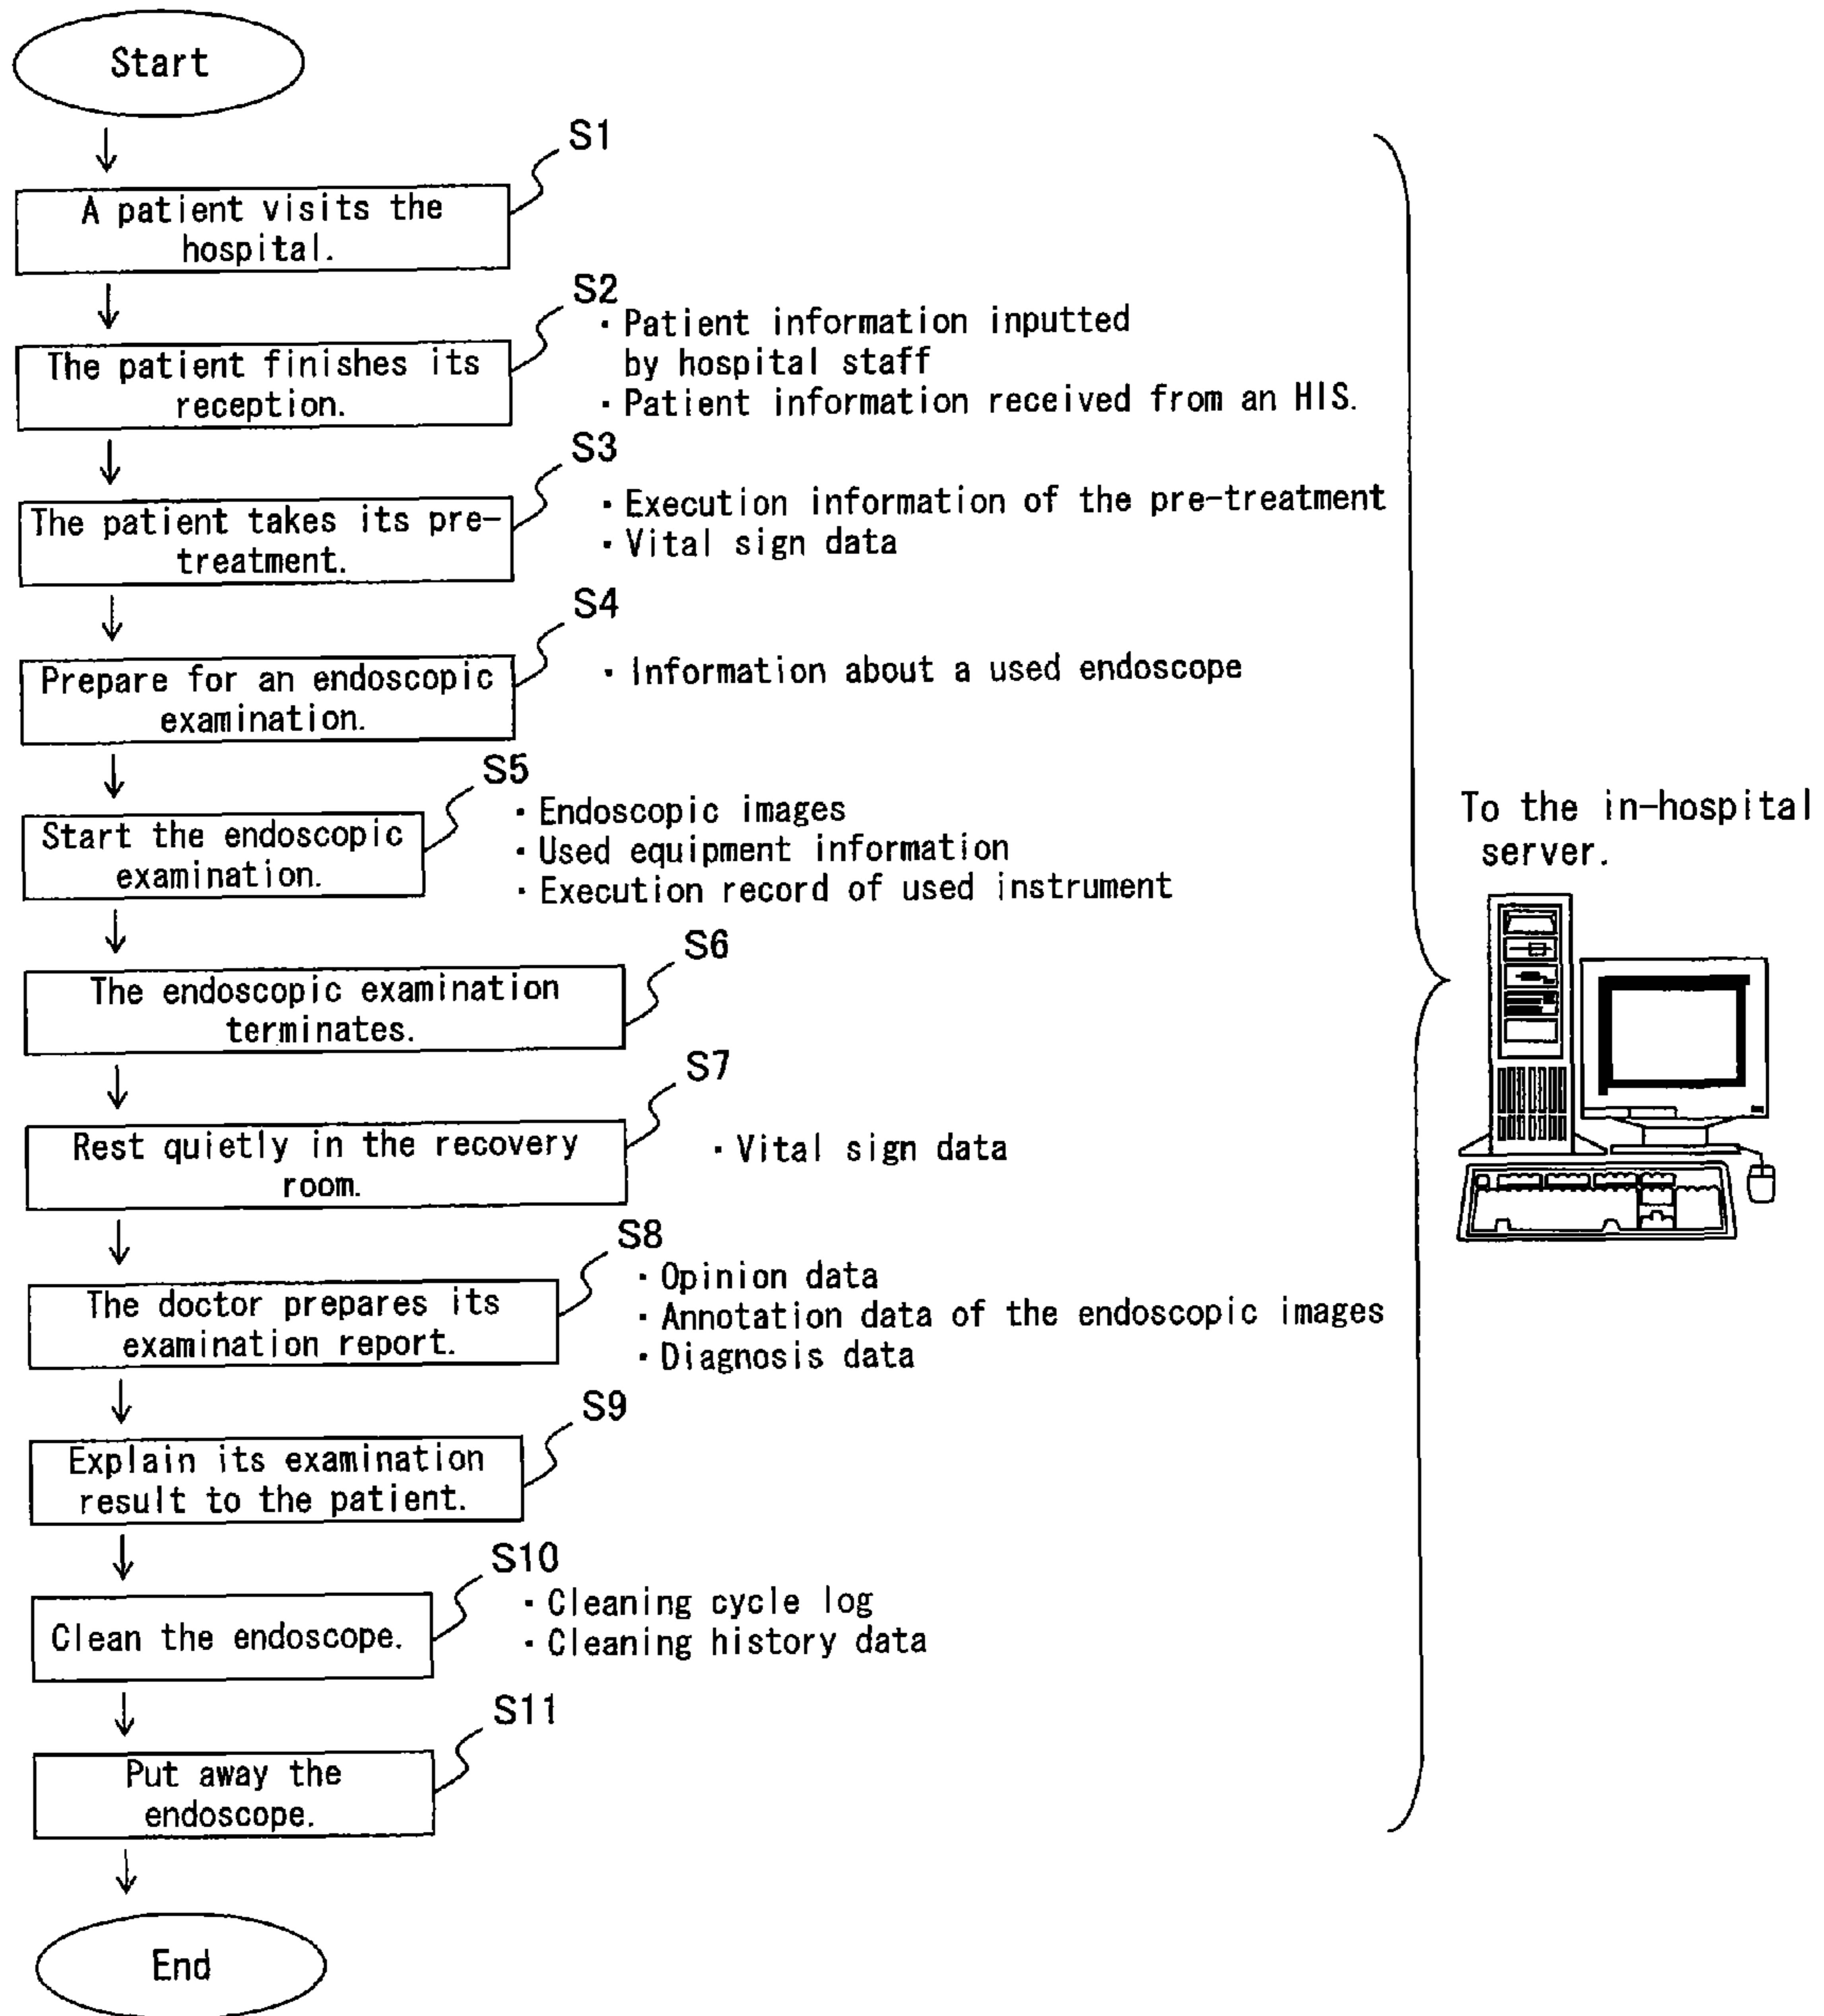 Start
S1
A patient visits the
hospital.
S2
The patient finishes its
reception.
・Patient information inputted
by hospital staff
・Patient information received from an HIS.
S3
The patient takes its pre-
treatment.
・Execution information of the pre-treatment
・Vital sign data
S4
Prepare for an endoscopic
examination.
・Information about a used endoscope
S5
Start the endoscopic
examination.
・Endoscopic images
・Used equipment information
・Execution record of used instrument
S6
The endoscopic examination
terminates.
S7
Rest quietly in the recovery
room.
・Vital sign data
S8
The doctor prepares its
examination report.
・Opinion data
・Annotation data of the endoscopic images
・Diagnosis data
S9
Explain its examination
result to the patient.
S10
Clean the endoscope.
・Cleaning cycle log
・Cleaning history data
S11
Put away the
endoscope.
End
To the in-hospital
server.